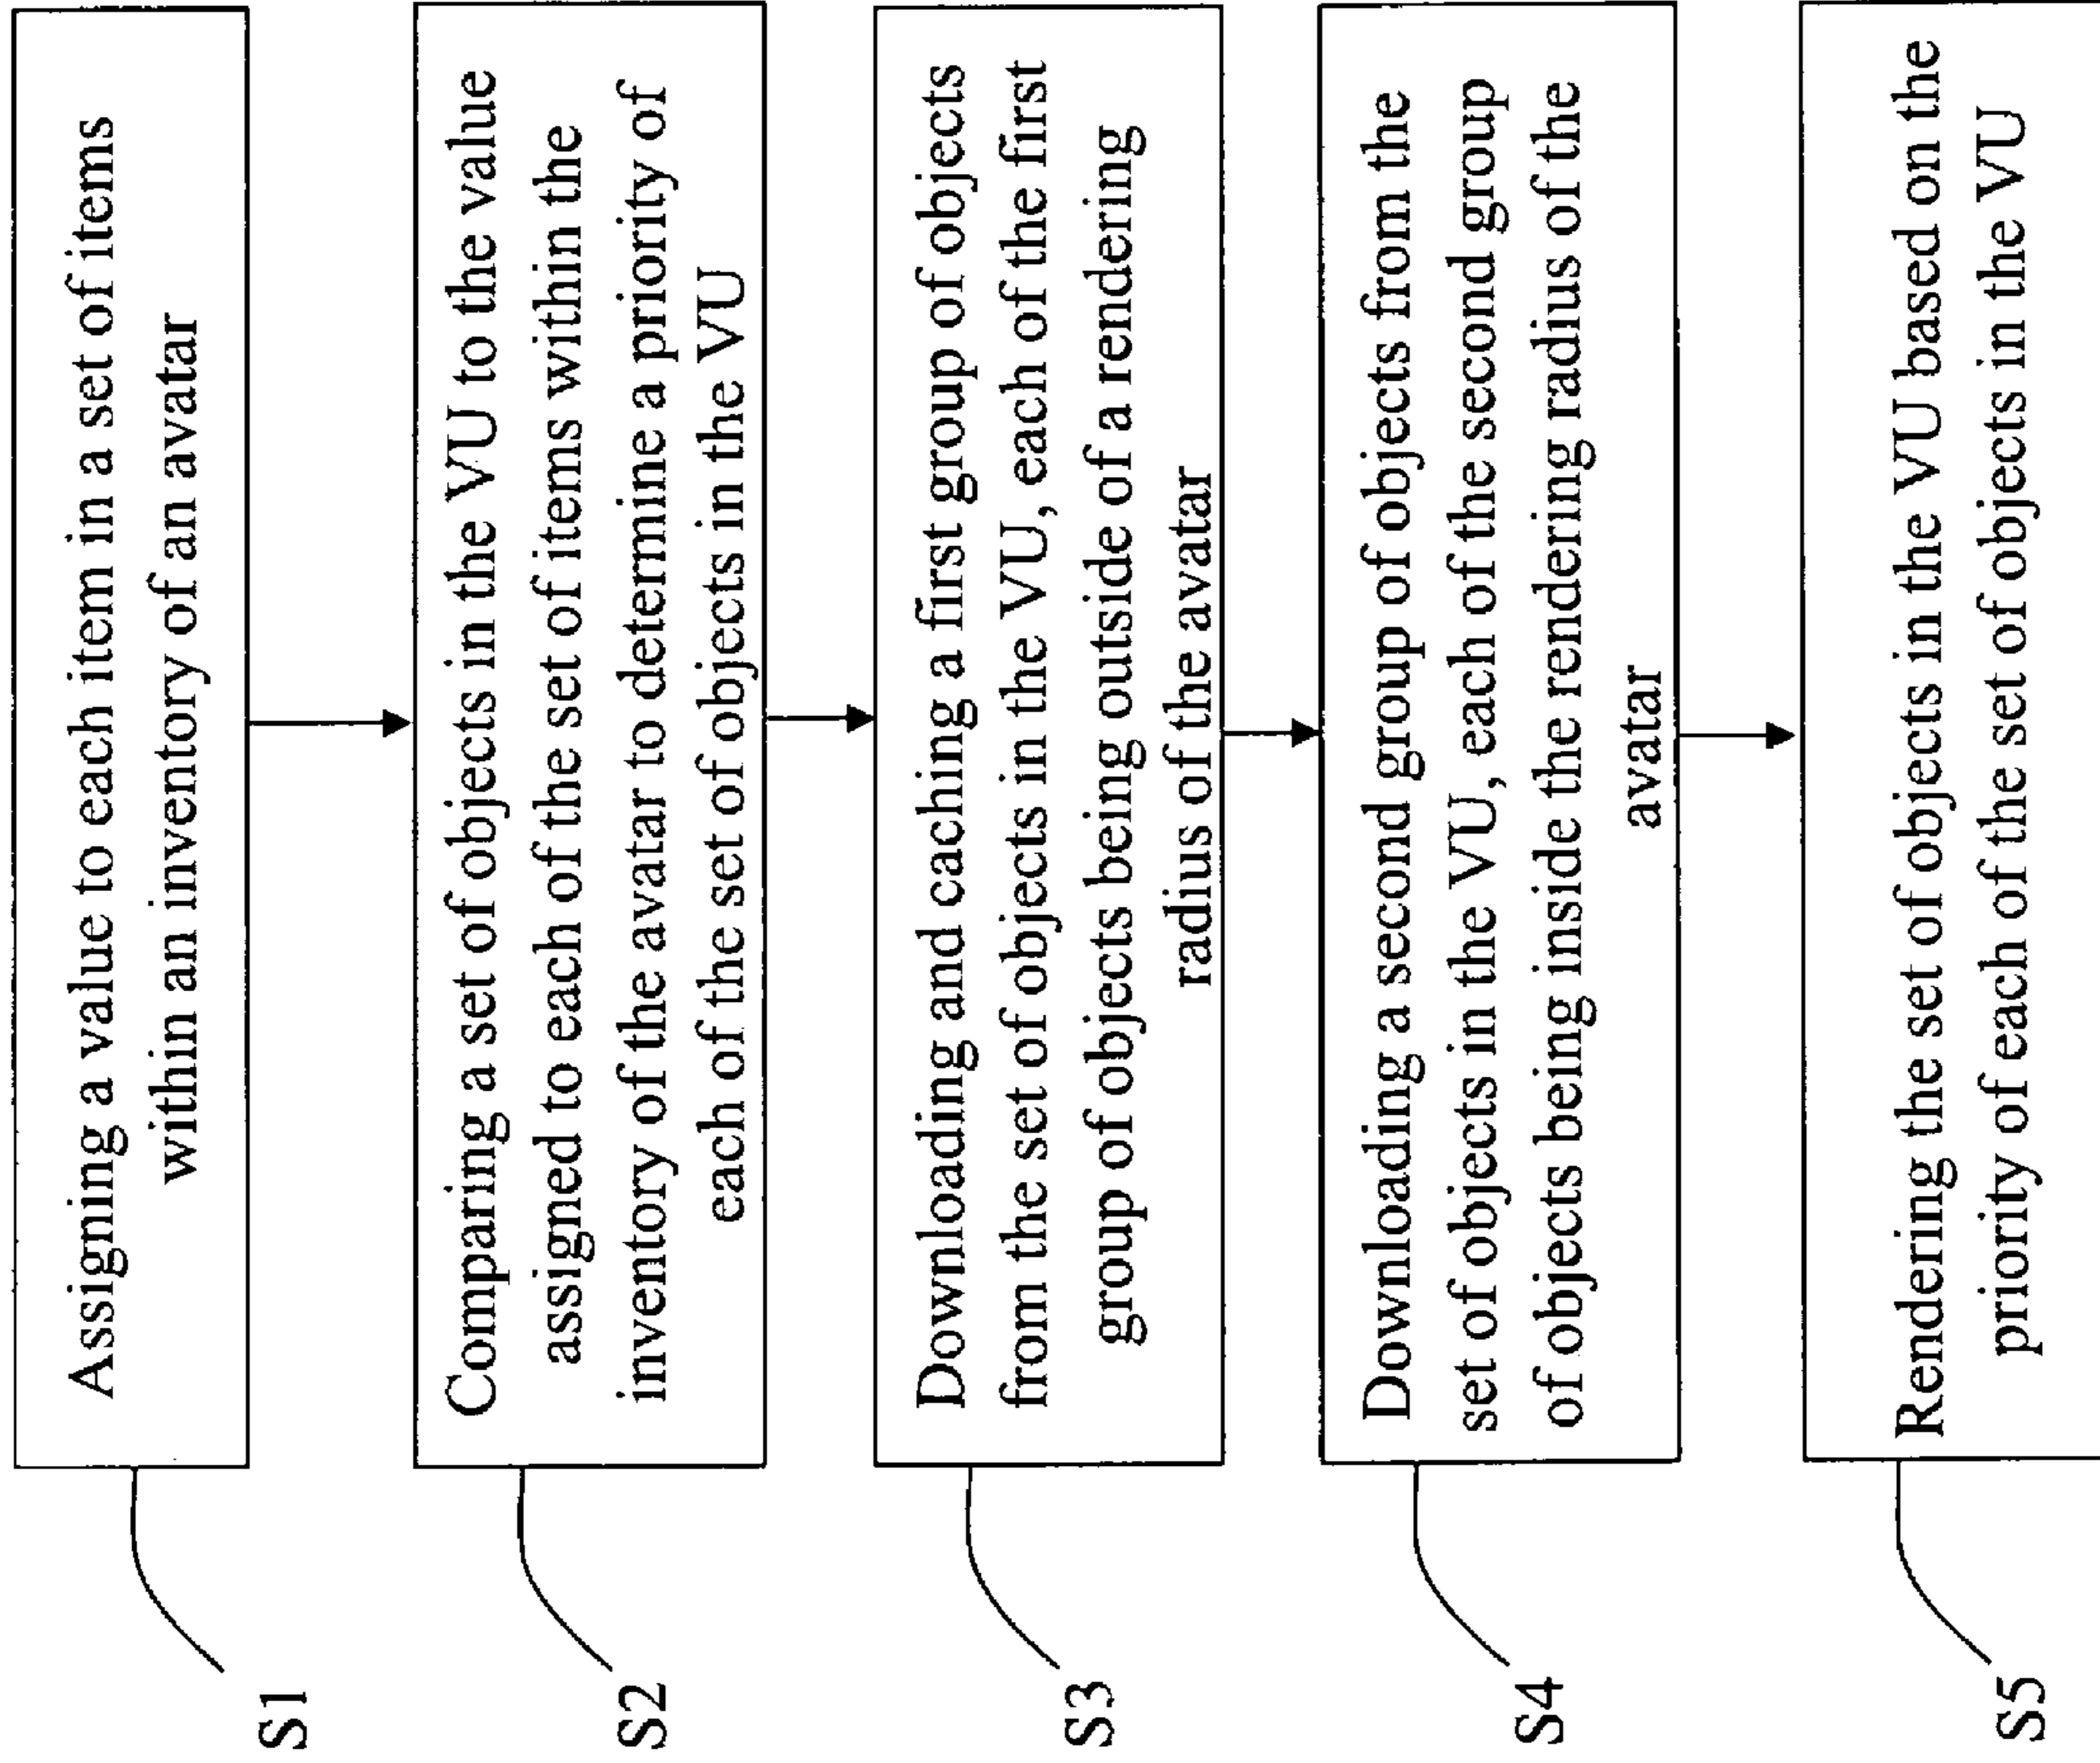 S1
Assigning a value to each item in a set of items
within an inventory of an avatar
S2
Comparing a set of objects in the VU to the value
assigned to each of the set of items within the
inventory of the avatar to determine a priority of
each of the set of objects in the VU
S3
Downloading and caching a first group of objects
from the set of objects in the VU, each of the first
group of objects being outside of a rendering
radius of the avatar
S4
Downloading a second group of objects from the
set of objects in the VU, each of the second group
of objects being inside the rendering radius of the
avatar
S5
Rendering the set of objects in the VU based on the
priority of each of the set of objects in the VU